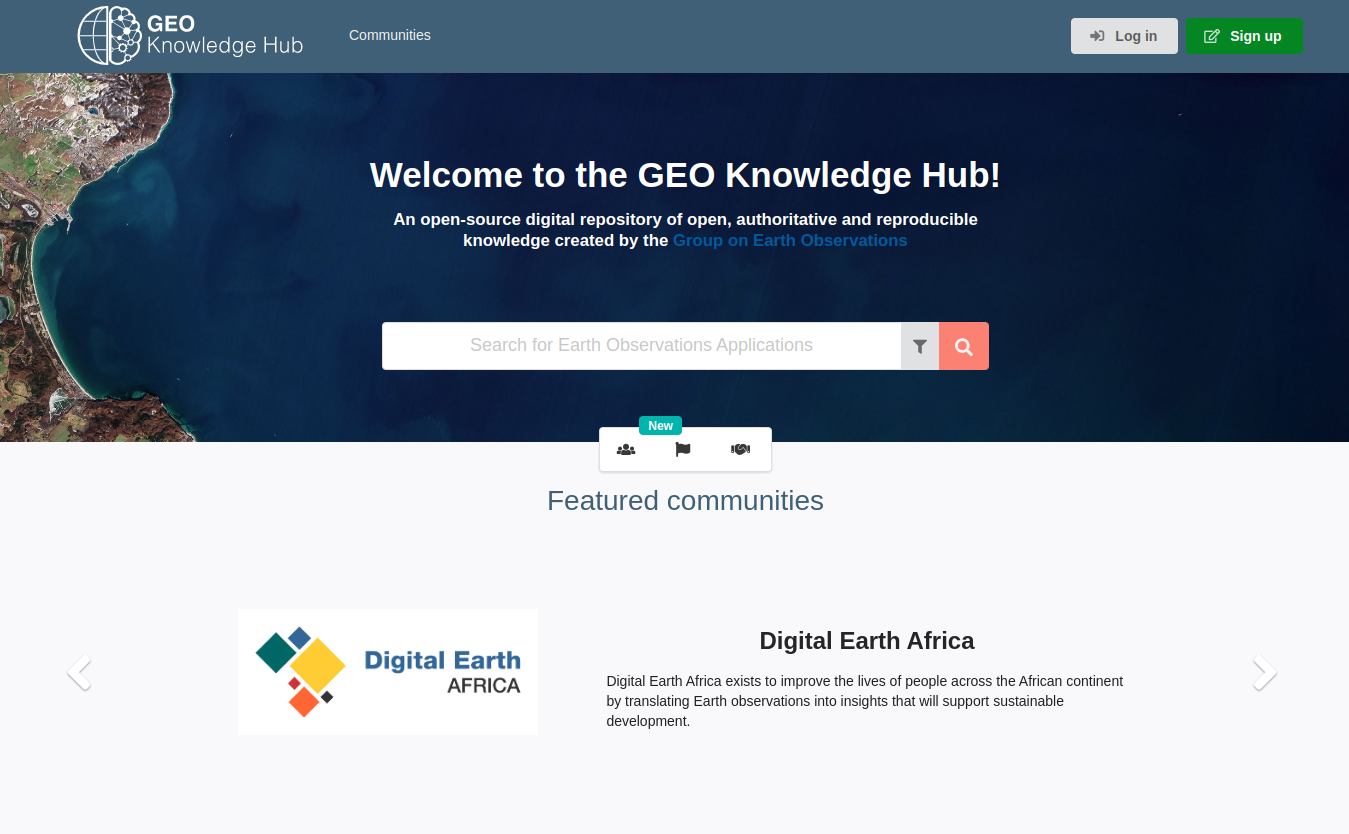 GEO
Knowledge Hub
Communities
Log in
Sign up
Welcome to the GEO Knowledge Hub!
An open-source digital repository of open, authoritative and reproducible
knowledge created by the Group on Earth Observations
Search for Earth Observations Applications
New
Featured communities
Digital Earth
AFRICA
Digital Earth Africa
Digital Earth Africa exists to improve the lives of people across the African continent
by translating Earth observations into insights that will support sustainable
development.